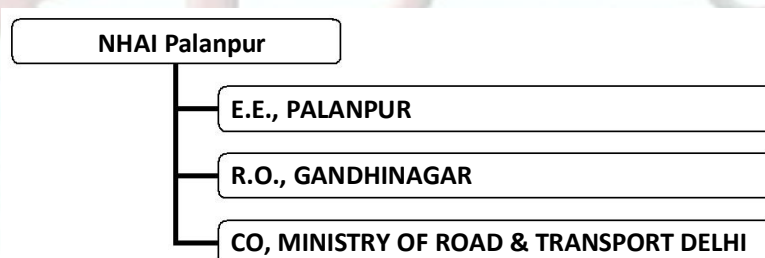 NHAI Palanpur
E.E., PALANPUR
R.O., GANDHINAGAR
CO, MINISTRY OF ROAD & TRANSPORT DELHI